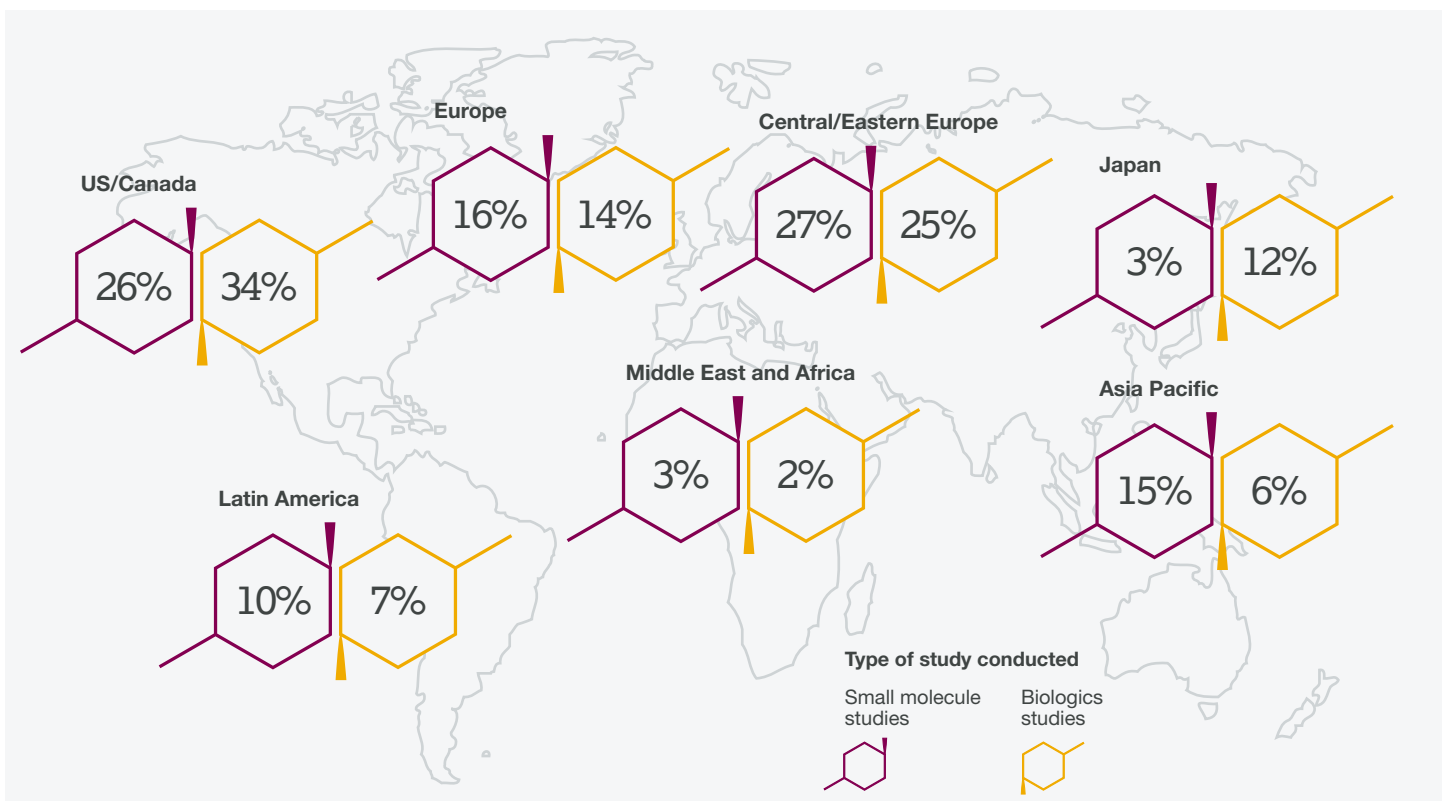 Europe
16%
14%
Central/Eastern Europe
27%
25%
Japan
3%
12%
US/Canada
26%
34%
Middle East and Africa
3%
2%
Asia Pacific
15%
6%
Latin America
10%
7%
Type of study conducted
Small molecule
studies
Biologics
studies